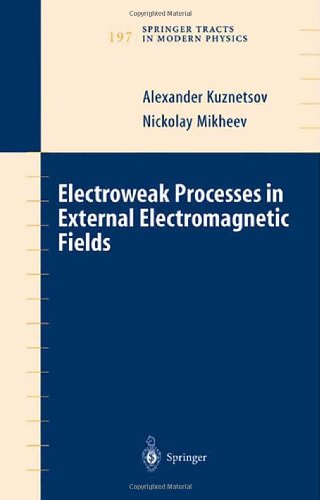 197 SPRINGER TRACTS
IN MODERN PHYSICS
Alexander Kuznetsov
Nickolay Mikheev
Electroweak Processes in
External Electromagnetic
Fields
Springer